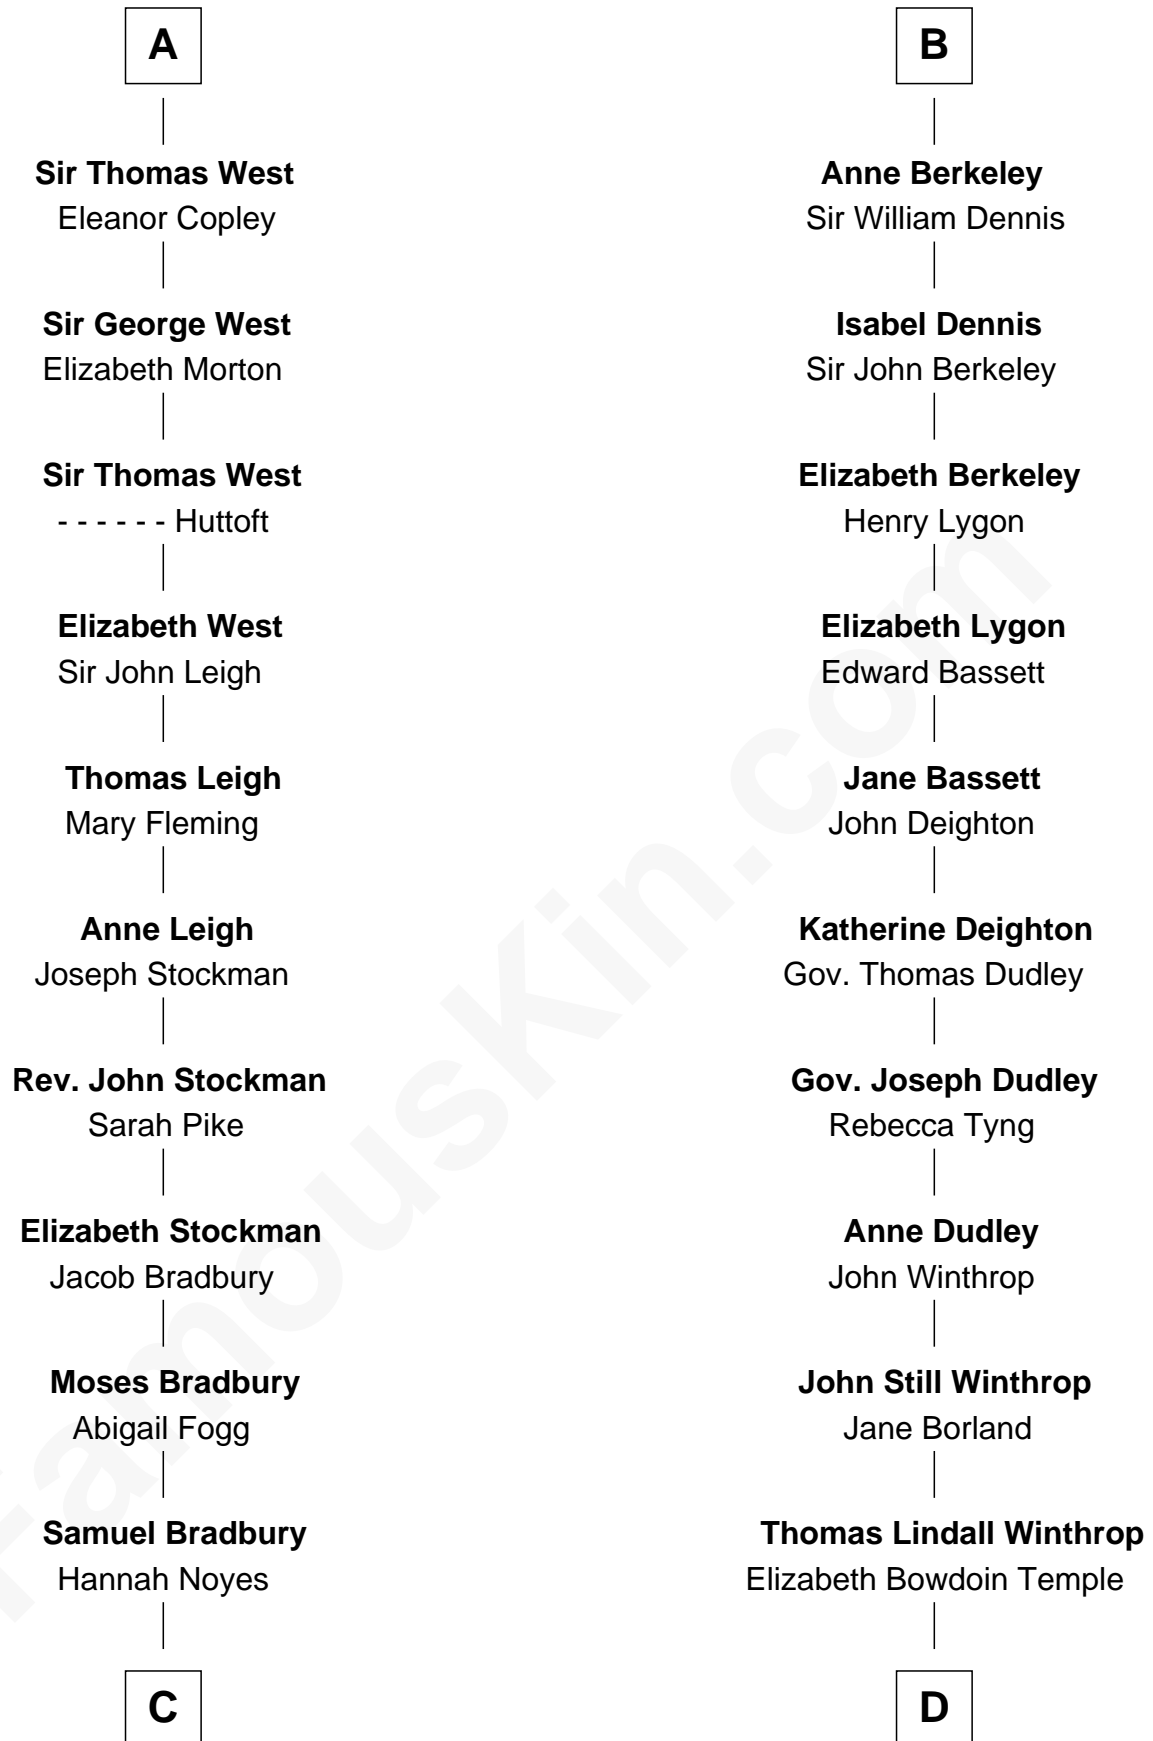 A
Sir Thomas West
Eleanor Copley
Sir George West
Elizabeth Morton
Sir Thomas West
- - - - - - Huttoft
Elizabeth West
Sir John Leigh
Thomas Leigh
Mary Fleming
Anne Leigh
Joseph Stockman
Rev. John Stockman
Sarah Pike
Elizabeth Stockman
Jacob Bradbury
Moses Bradbury
Abigail Fogg
Samuel Bradbury
Hannah Noyes
C
B
Anne Berkeley
Sir William Dennis
Isabel Dennis
Sir John Berkeley
Elizabeth Berkeley
Henry Lygon
Elizabeth Lygon
Edward Bassett
Jane Bassett
John Deighton
Katherine Deighton
Gov. Thomas Dudley
Gov. Joseph Dudley
Rebecca Tyng
Anne Dudley
John Winthrop
John Still Winthrop
Jane Borland
Thomas Lindall Winthrop
Elizabeth Bowdoin Temple
D
FamousKin.com